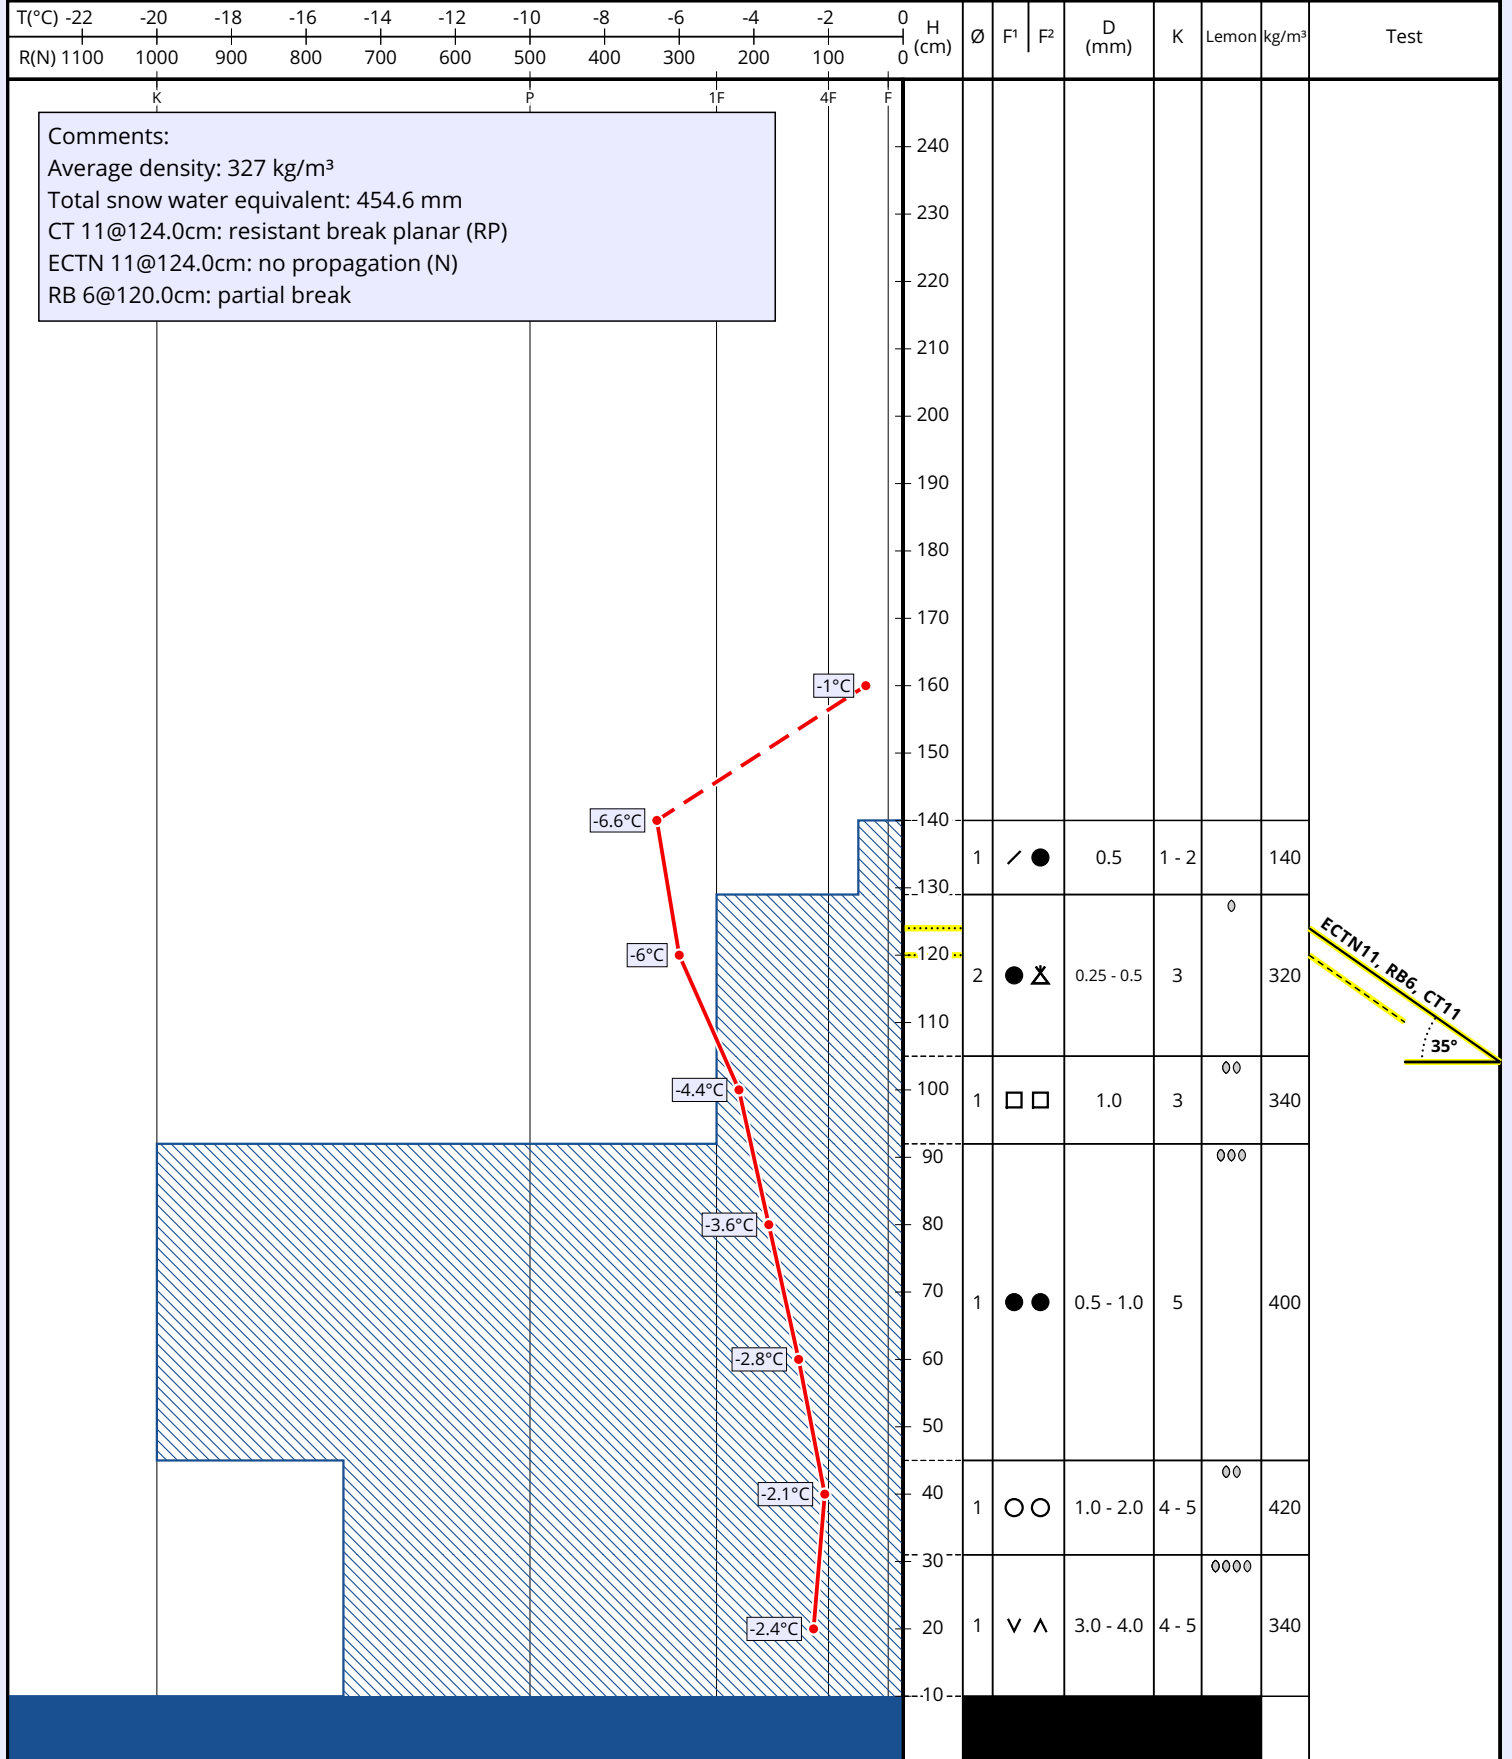 T(°C) -22 -20 -18 -16 -14 -12 -10 -8 -6 -4 -2 0
R(N) 1100 1000 900 800 700 600 500 400 300 200 100 0
H (cm) Ø F¹ F² D (mm) K Lemon kg/m³ Test
K P 1F 4F F
Comments:
Average density: 327 kg/m³
Total snow water equivalent: 454.6 mm
CT 11@124.0cm: resistant break planar (RP)
ECTN 11@124.0cm: no propagation (N)
RB 6@120.0cm: partial break
240
230
220
210
200
190
180
170
-1°C 160
150
-6.6°C 140
1 0.5 1 - 2 140
130
ECTN11, RB6, CT11
-6°C 120
2 0.25 - 0.5 3 320
110
35°
-4.4°C 100
1 1.0 3 340
90
-3.6°C 80
70
1 0.5 - 1.0 5 400
-2.8°C 60
50
-2.1°C 40
1 1.0 - 2.0 4 - 5 420
30
-2.4°C 20
1 3.0 - 4.0 4 - 5 340
10